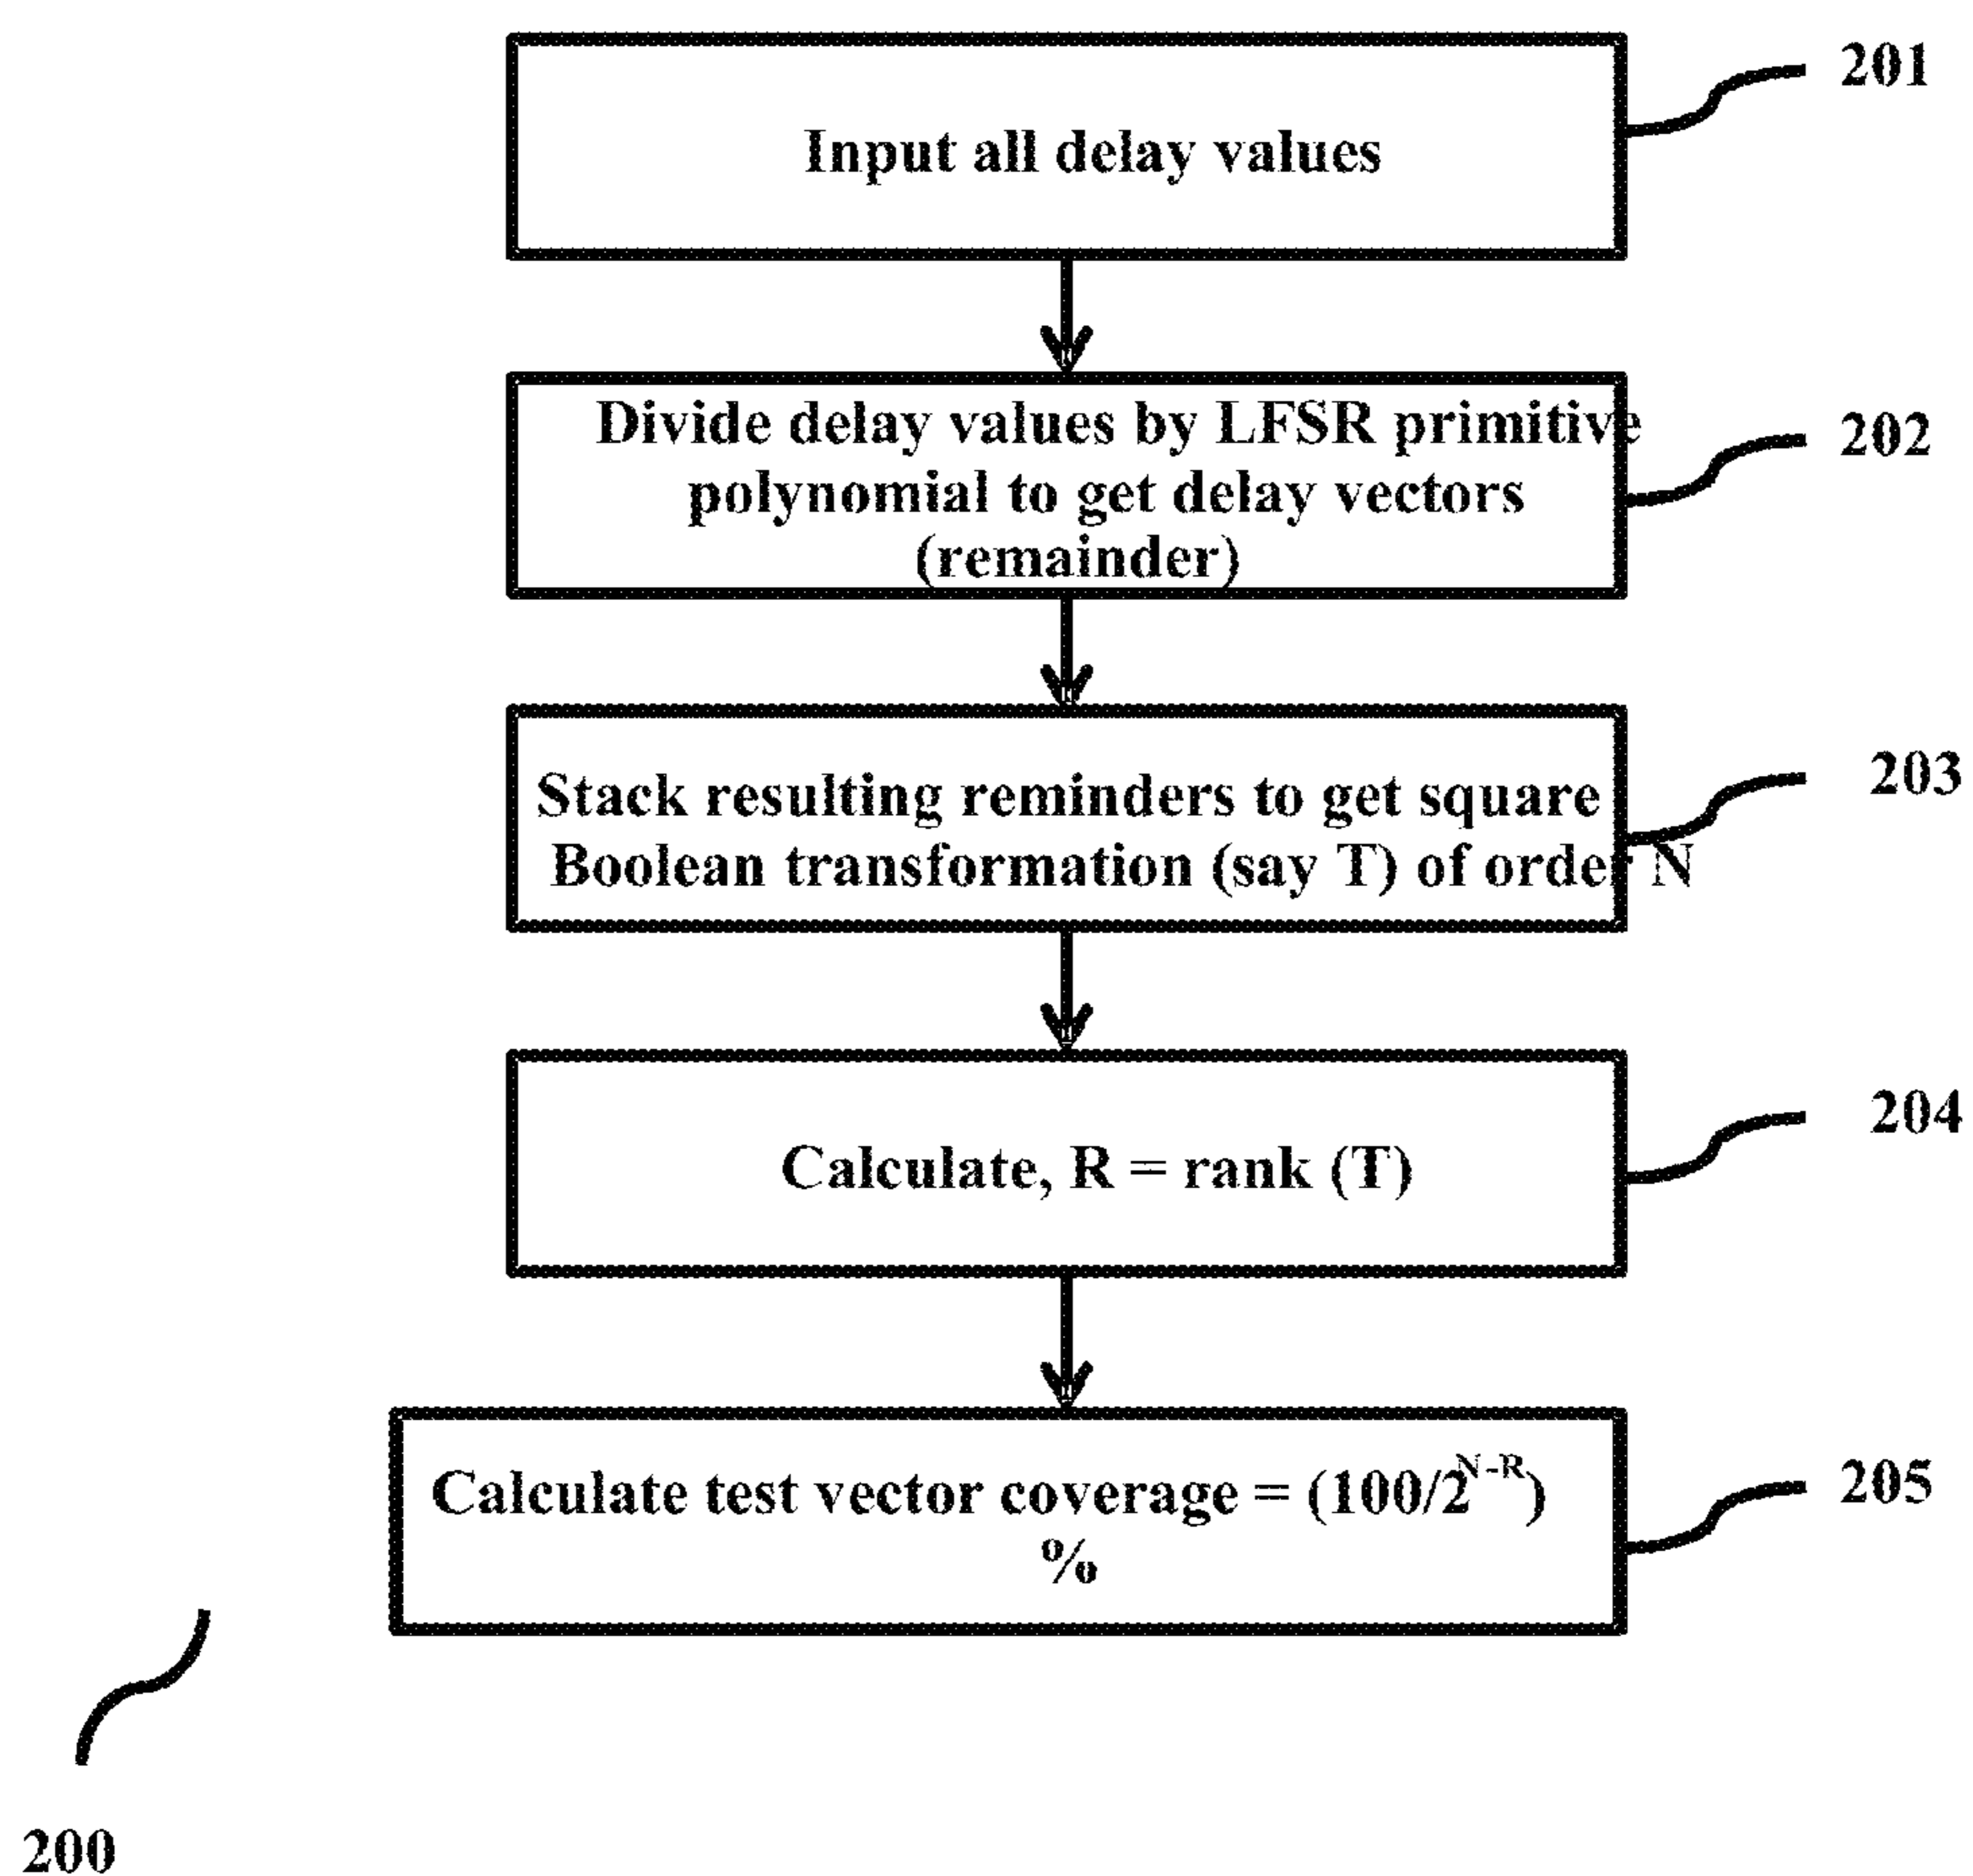 201
Input all delay values
Divide delay values by LFSR primitive
polynomial to get delay vectors
(remainder)
202
Stack resulting reminders to get square
Boolean transformation (say T) of order N
203
204
Calculate, R = rank (T)
Calculate test vector coverage = (100/2^N-R)
%
205
200